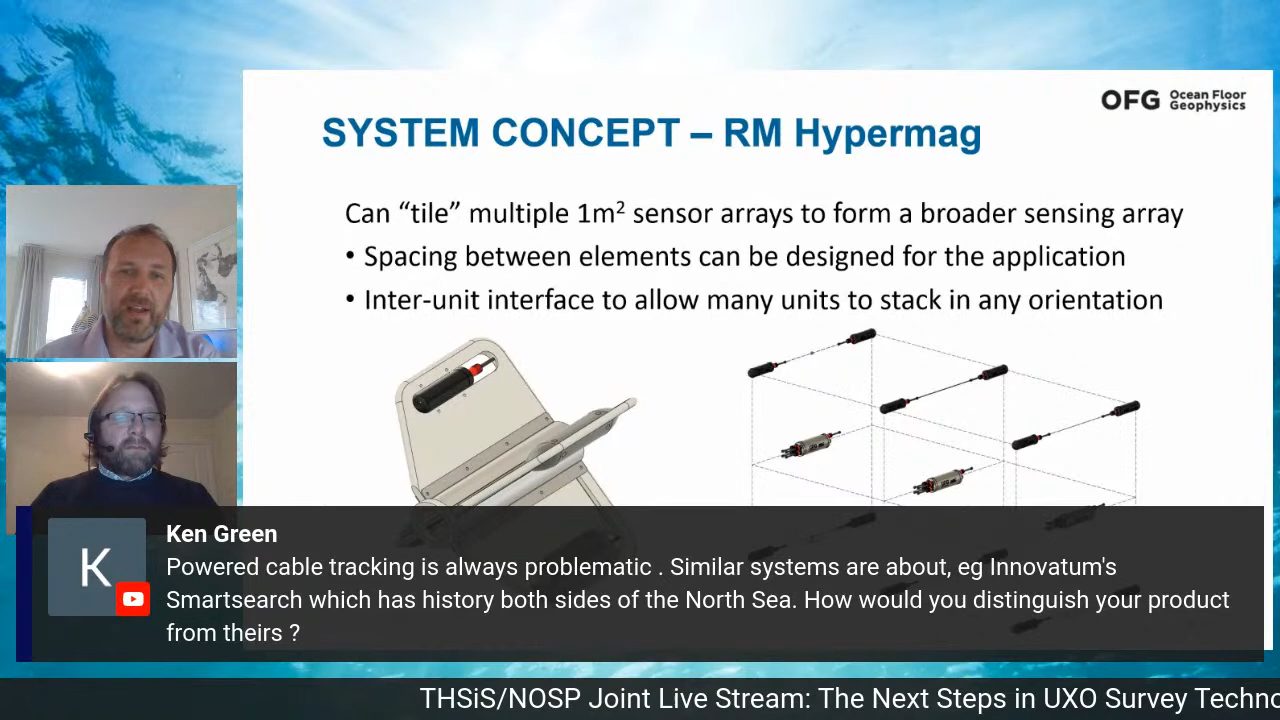 OFG Ocean Floor
Geophysics
SYSTEM CONCEPT – RM Hypermag
Can “tile” multiple 1m² sensor arrays to form a broader sensing array
• Spacing between elements can be designed for the application
• Inter-unit interface to allow many units to stack in any orientation
K
Ken Green
Powered cable tracking is always problematic . Similar systems are about, eg Innovatum's
Smartsearch which has history both sides of the North Sea. How would you distinguish your product
from theirs ?
THSiS/NOSP Joint Live Stream: The Next Steps in UXO Survey Techno